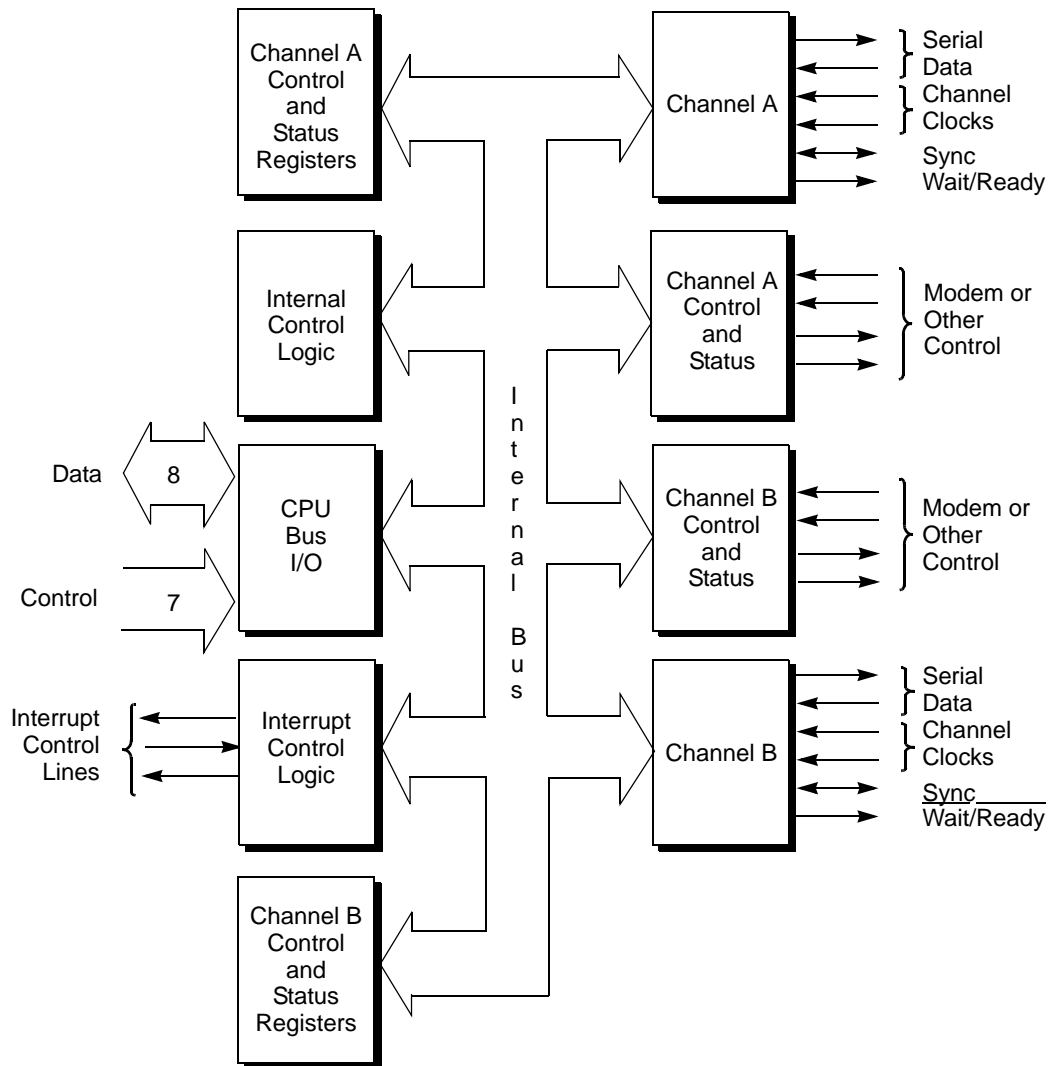 Channel A
Control
and
Status
Registers
Channel A
Serial
Data
Channel
Clocks
Sync
Wait/Ready
Internal
Control
Logic
Channel A
Control
and
Status
Modem or
Other
Control
Internal Bus
Data
8
CPU
Bus
I/O
Control
7
Channel B
Control
and
Status
Modem or
Other
Control
Interrupt
Control
Lines
Interrupt
Control
Logic
Channel B
Serial
Data
Channel
Clocks
Sync
Wait/Ready
Channel B
Control
and
Status
Registers